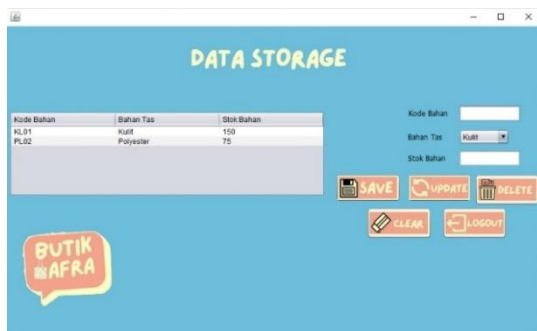 DATA STORAGE
Kode Bahan Bahan Tas Stok Bahan
KL01 Kulit 150
PL02 Polyester 75
Kode Bahan
Bahan Tas Kulit
Stok Bahan
SAVE UPDATE DELETE
CLEAR LOGOUT
BUTIK
AFRA